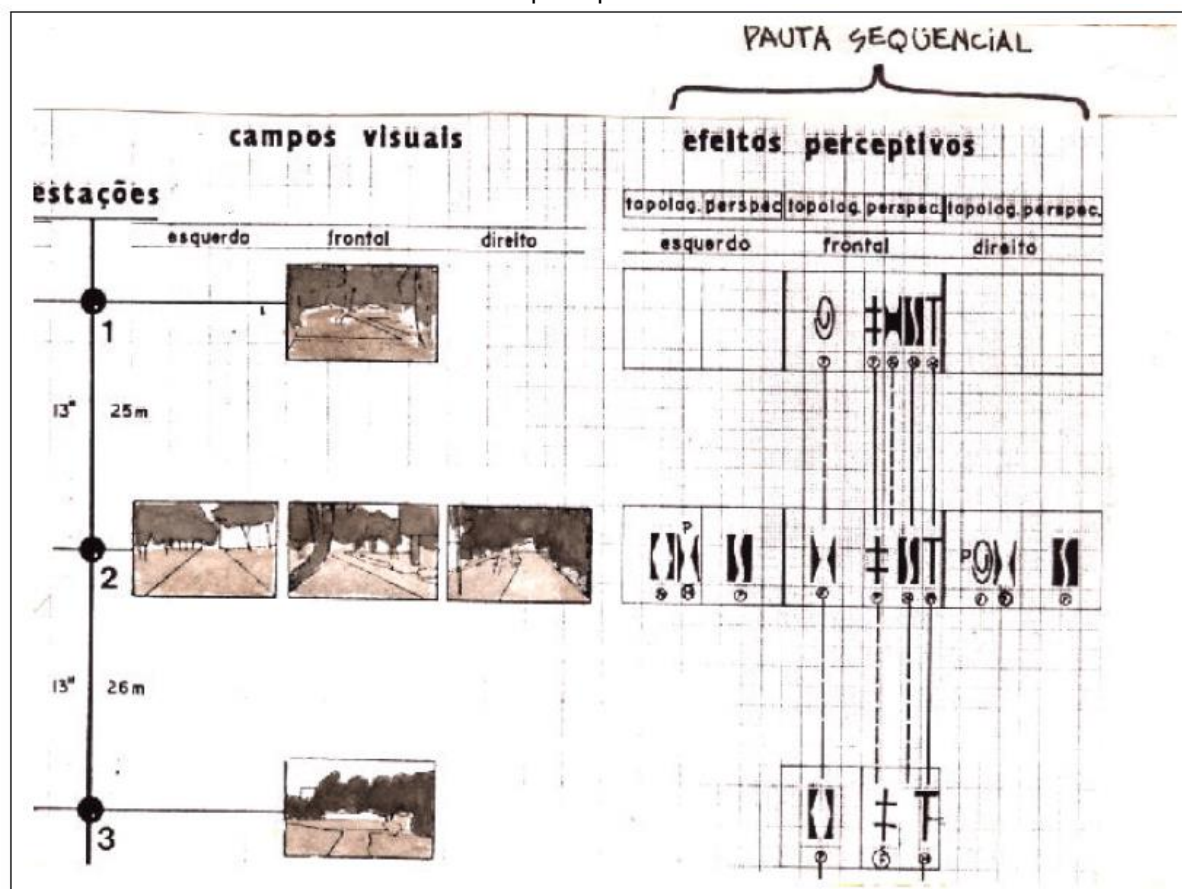 PAUTA SEQÜENCIAL
campos visuais
efeitos perceptivos
estações
topolog. perspec topolog. perspec. topolog. perspec.
esquerdo frontal direito
esquerdo frontal direito
1
13" 25m
2
P
P
13" 26m
3